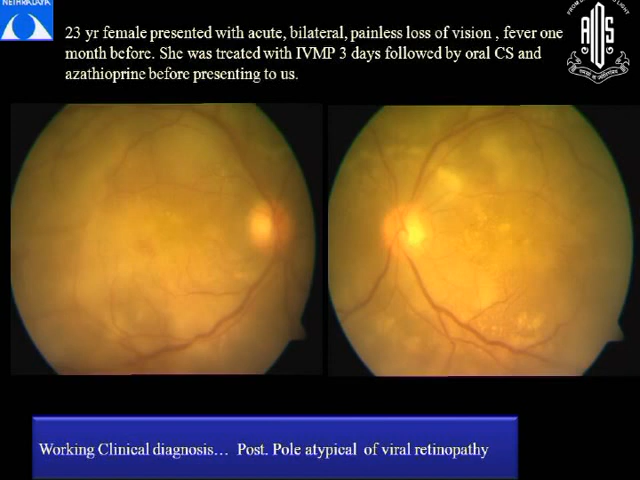 NETHRALAYA
23 yr female presented with acute, bilateral, painless loss of vision , fever one
month before. She was treated with IVMP 3 days followed by oral CS and
azathioprine before presenting to us.
AIOS
Working Clinical diagnosis… Post. Pole atypical of viral retinopathy